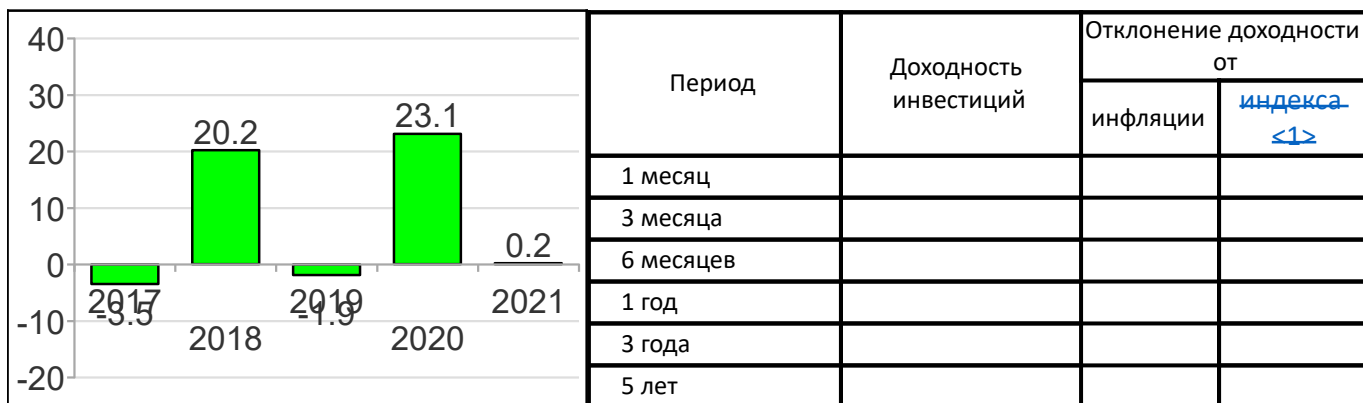 40
30
20
10
0
-10
-20
20.2
23.1
0.2
2017
-3.5
2019
-1.9
2021
2018
2020
Период
Доходность
инвестиций
Отклонение доходности
от
инфляции
индекса
<1>
1 месяц
3 месяца
6 месяцев
1 год
3 года
5 лет